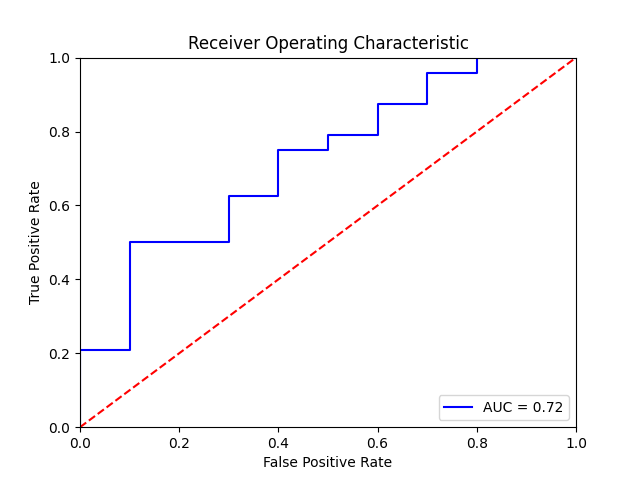 Receiver Operating Characteristic
True Positive Rate
1.0
0.8
0.6
0.4
0.2
0.0
AUC = 0.72
0.0 0.2 0.4 0.6 0.8 1.0
False Positive Rate